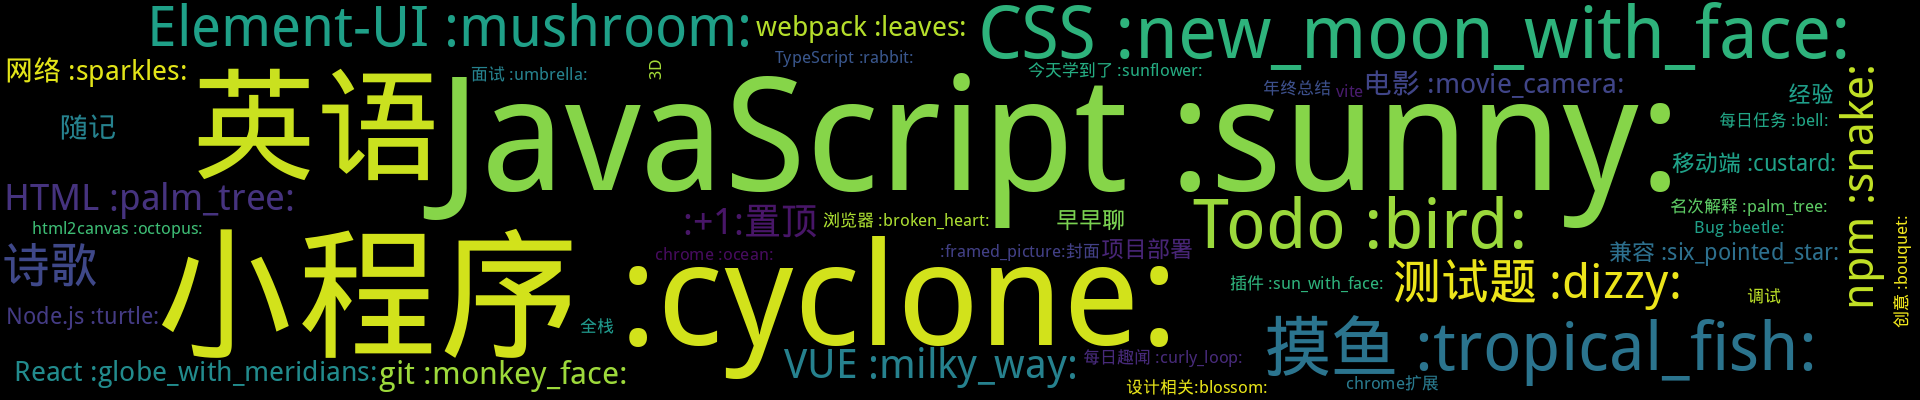 Element-UI :mushroom:
webpack :leaves:
CSS :new_moon_with_face:
网络 :sparkles:
面试 :umbrella:
3D
TypeScript :rabbit:
今天学到了 :sunflower:
年终总结
vite
电影 :movie_camera:
经验
npm :snake:
随记
英语
JavaScript :sunny:
每日任务 :bell:
移动端 :custard:
HTML :palm_tree:
html2canvas :octopus:
:+1:置顶
浏览器 :broken_heart:
早早聊
Todo :bird:
名次解释 :palm_tree:
Bug :beetle:
诗歌
小程序 :cyclone:
chrome :ocean:
:framed_picture:封面
项目部署
兼容 :six_pointed_star:
创意 :bouquet:
插件 :sun_with_face:
测试题 :dizzy:
调试
Node.js :turtle:
全栈
摸鱼 :tropical_fish:
React :globe_with_meridians:
git :monkey_face:
VUE :milky_way:
每日趣闻 :curly_loop:
设计相关:blossom:
chrome扩展